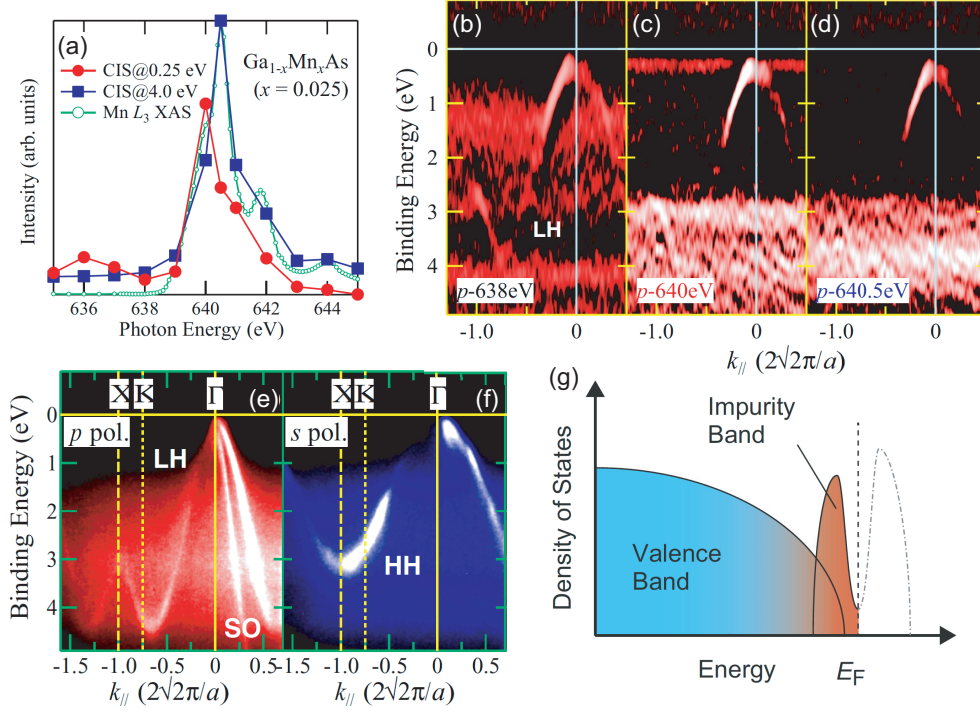 (a)
CIS@0.25 eV
CIS@4.0 eV
Mn L₃ XAS
Ga₁₋ₓMnₓAs
(x = 0.025)
Intensity (arb. units)
636 638 640 642 644
Photon Energy (eV)
(b) (c) (d)
Binding Energy (eV)
0
1
2
3
4
LH
p-638eV p-640eV p-640.5eV
-1.0 0 -1.0 0 -1.0 0
k// (2√2π/a)
X K Γ (e) X K Γ (f)
Binding Energy (eV)
0
1
2
3
4
p pol. LH s pol.
HH
SO
-1.5 -1.0 -0.5 0 0.5 -1.5 -1.0 -0.5 0 0.5
k// (2√2π/a) k// (2√2π/a)
(g)
Density of States
Impurity
Band
Valence
Band
Energy
E_F